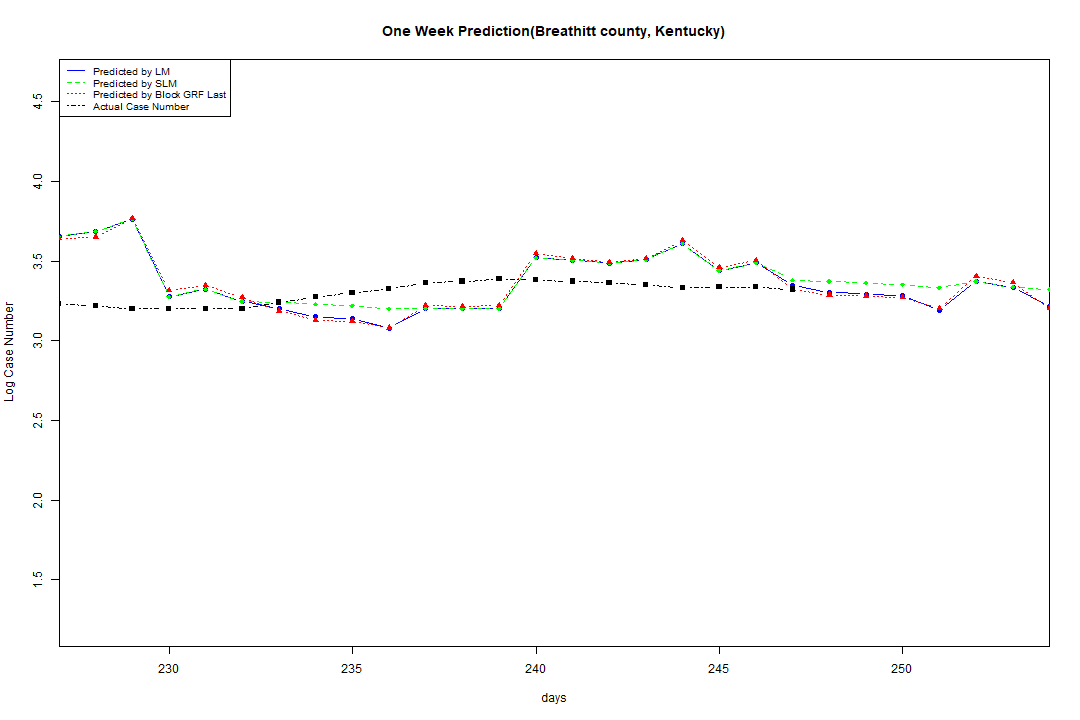 One Week Prediction(Breathitt county, Kentucky)
Predicted by LM
Predicted by SLM
Predicted by Block GRF Last
Actual Case Number
4.5
4.0
3.5
3.0
2.5
2.0
1.5
Log Case Number
230 235 240 245 250
days